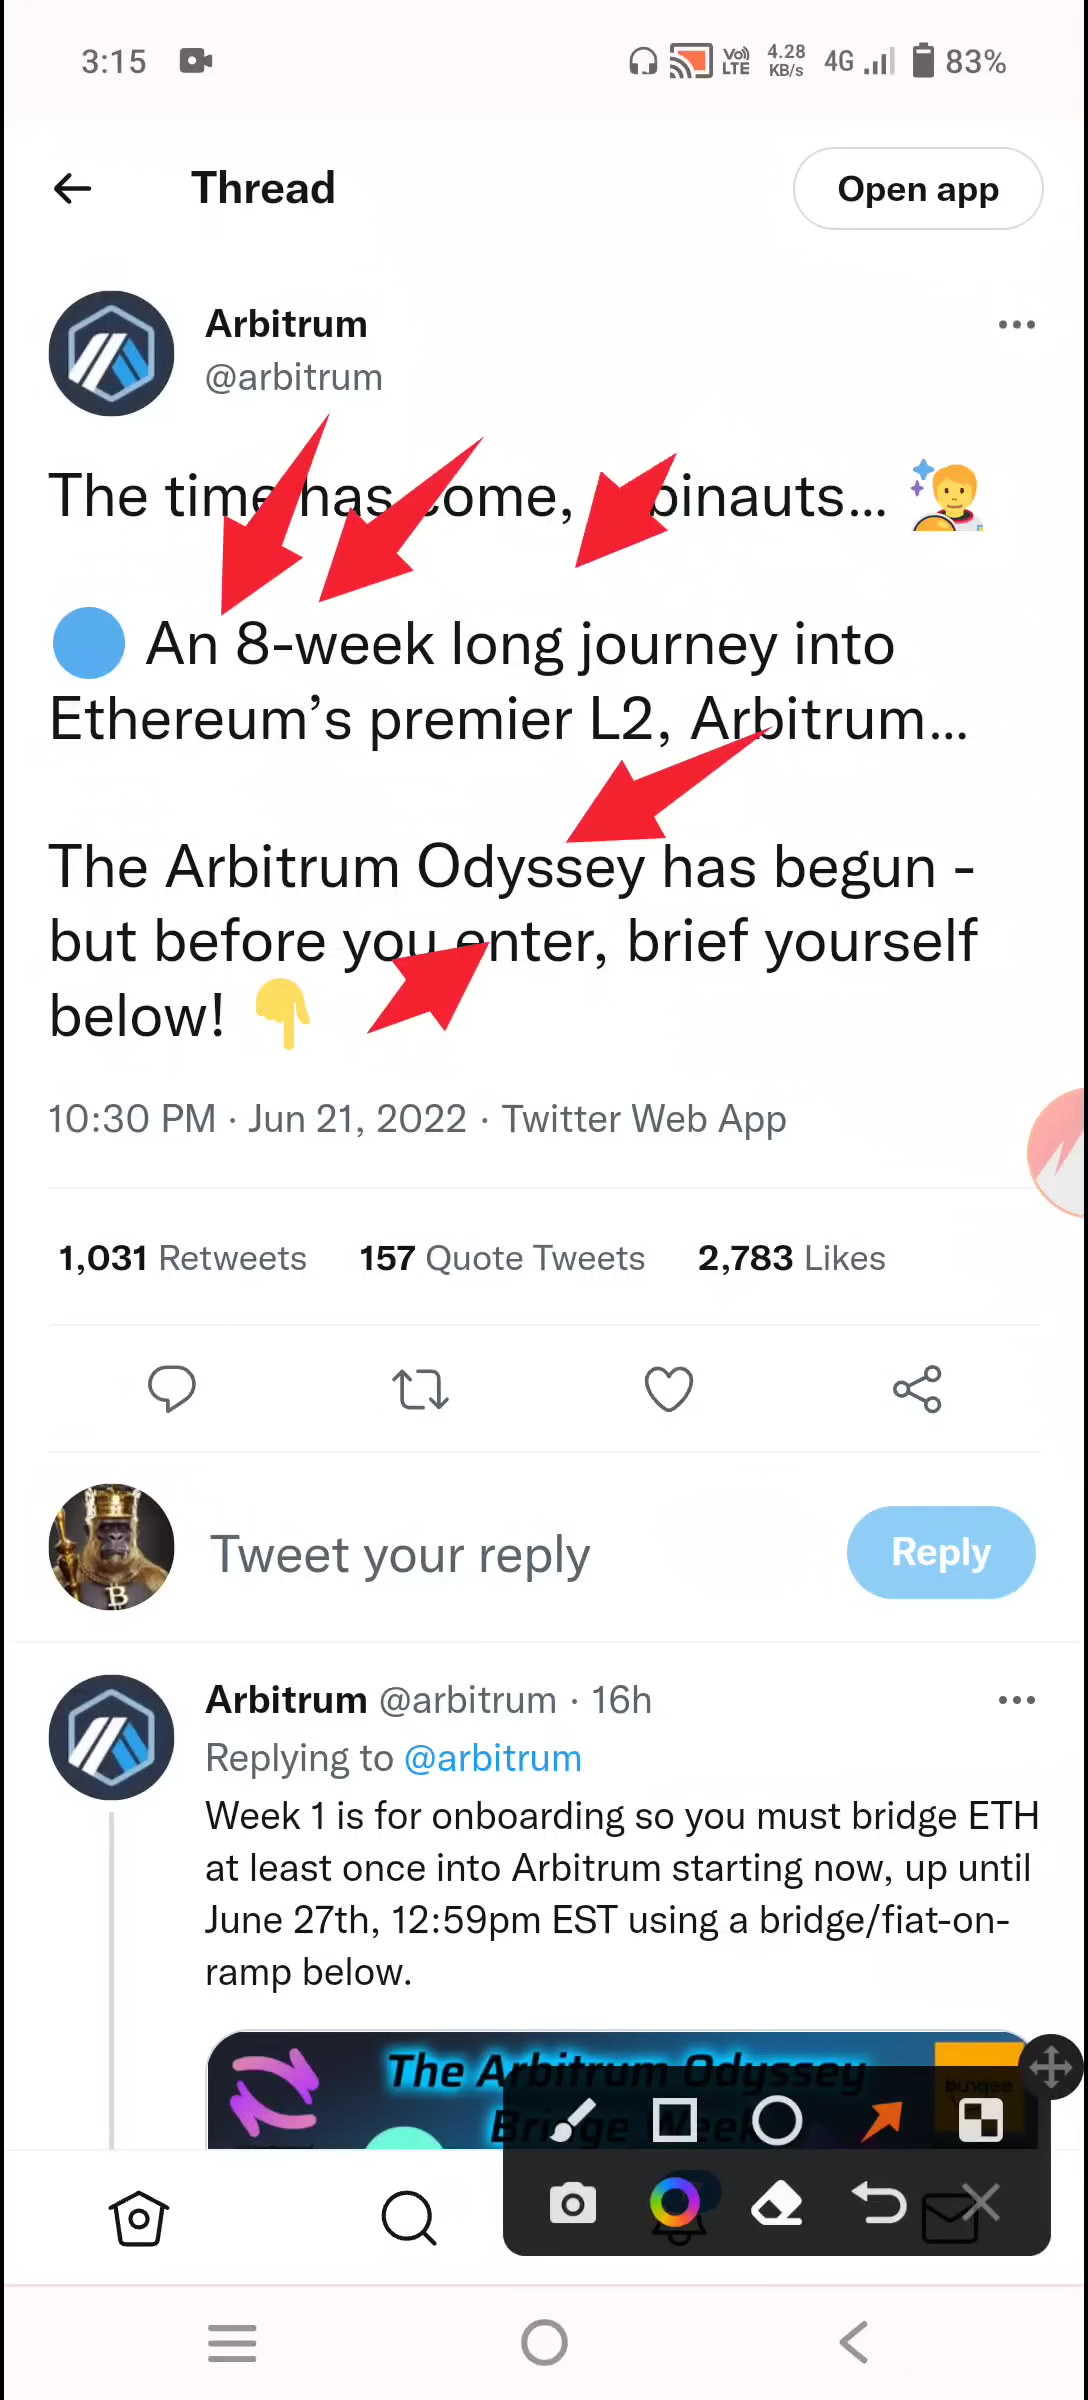 3:15
Vo)) LTE 4.28 KB/s 4G 83%
Thread
Open app
Arbitrum
@arbitrum
The time has come, binauts...
An 8-week long journey into
Ethereum's premier L2, Arbitrum...
The Arbitrum Odyssey has begun -
but before you enter, brief yourself
below!
10:30 PM · Jun 21, 2022 · Twitter Web App
1,031 Retweets 157 Quote Tweets 2,783 Likes
Tweet your reply
Reply
Arbitrum @arbitrum · 16h
Replying to @arbitrum
Week 1 is for onboarding so you must bridge ETH
at least once into Arbitrum starting now, up until
June 27th, 12:59pm EST using a bridge/fiat-on-
ramp below.
The Arbitrum Odyssey
Bridge Week
bungee